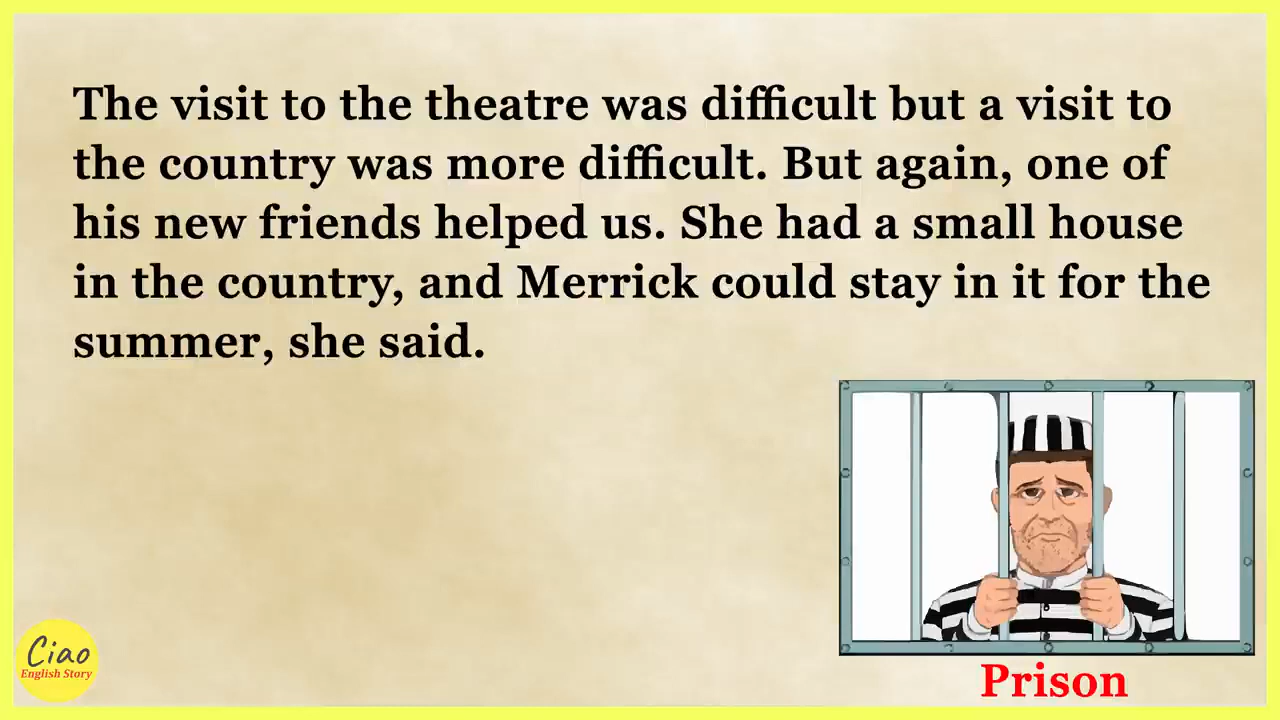 The visit to the theatre was difficult but a visit to
the country was more difficult. But again, one of
his new friends helped us. She had a small house
in the country, and Merrick could stay in it for the
summer, she said.
Prison
Ciao
English Story